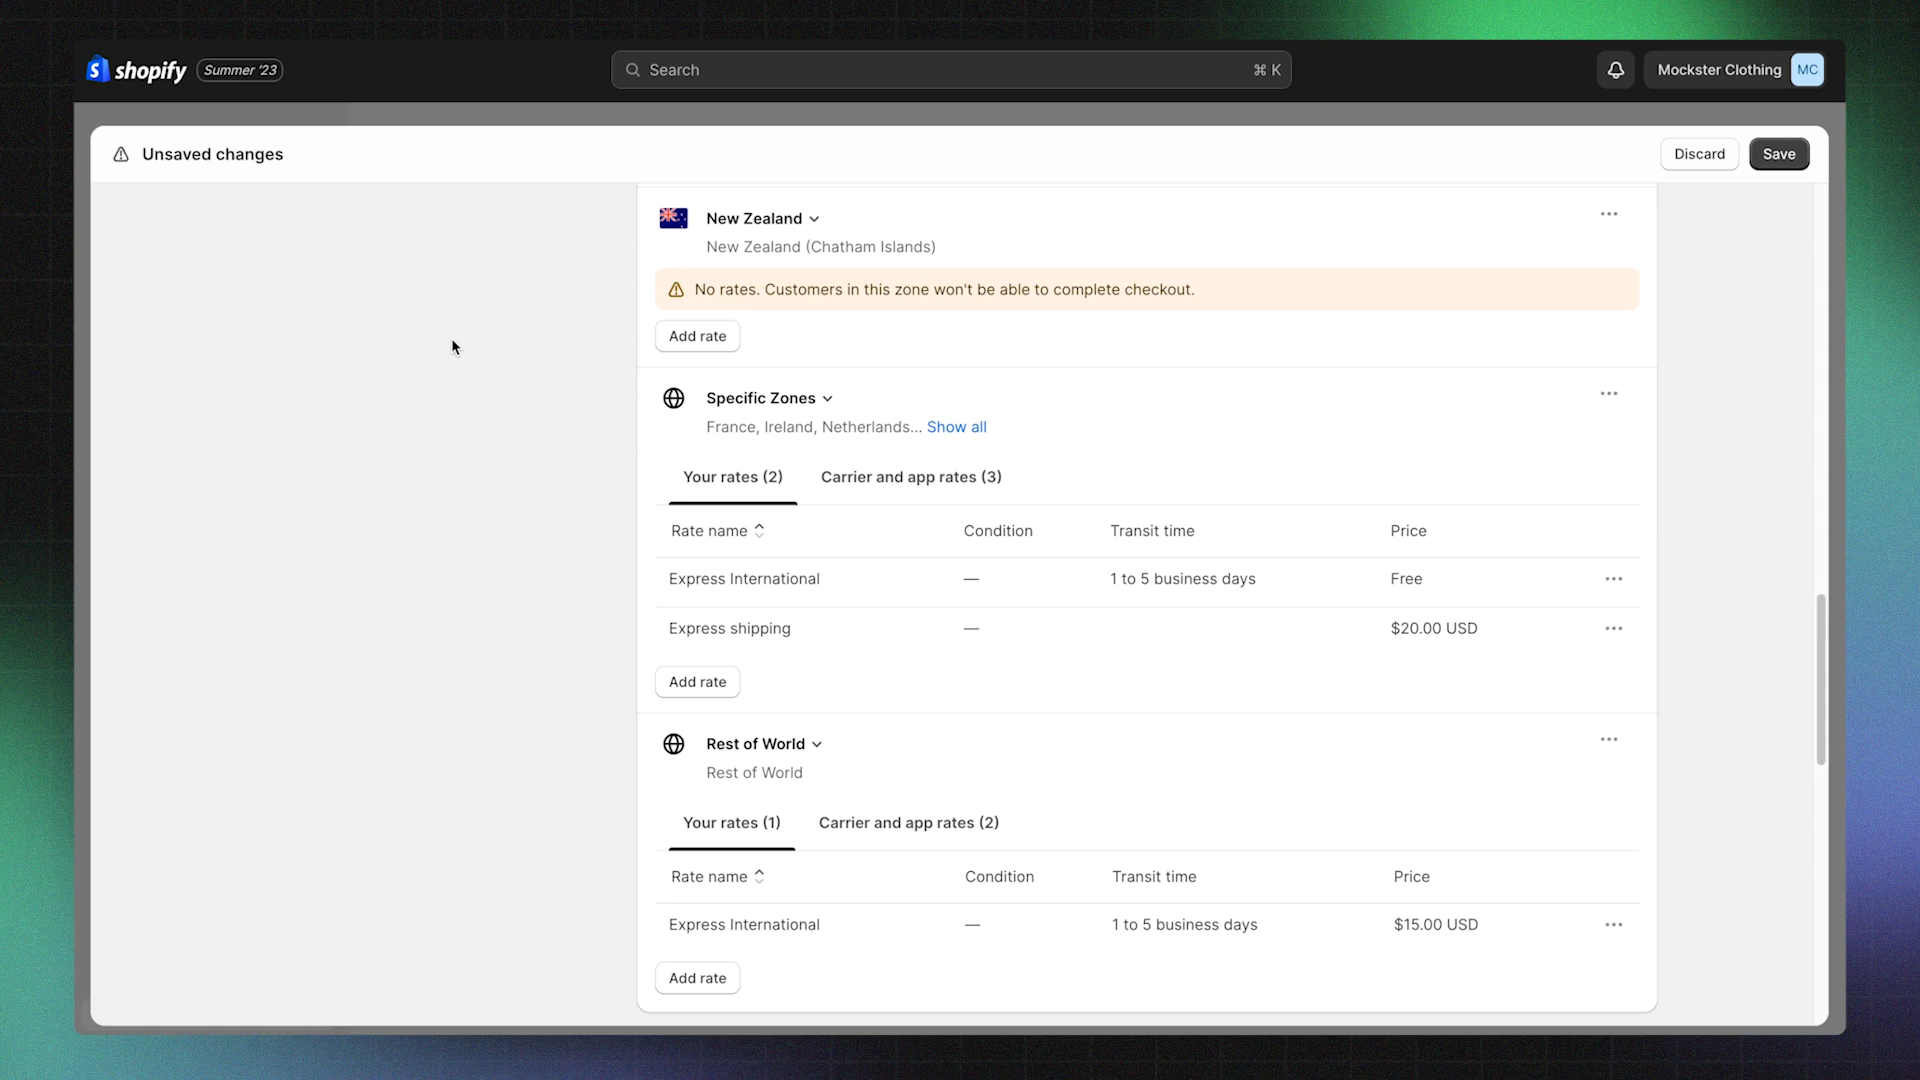 shopify Summer '23
Search ⌘ K
Mockster Clothing MC
Unsaved changes
Discard Save
New Zealand
New Zealand (Chatham Islands)
No rates. Customers in this zone won't be able to complete checkout.
Add rate
Specific Zones
France, Ireland, Netherlands... Show all
Your rates (2) Carrier and app rates (3)
Rate name Condition Transit time Price
Express International — 1 to 5 business days Free
Express shipping — $20.00 USD
Add rate
Rest of World
Rest of World
Your rates (1) Carrier and app rates (2)
Rate name Condition Transit time Price
Express International — 1 to 5 business days $15.00 USD
Add rate